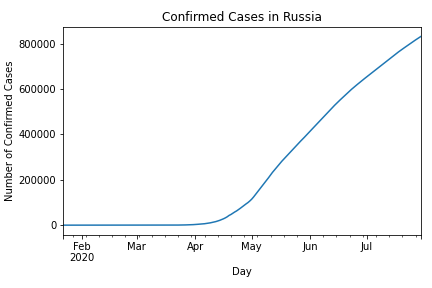 Confirmed Cases in Russia
Number of Confirmed Cases
800000
600000
400000
200000
0
Feb Mar Apr May Jun Jul
2020
Day